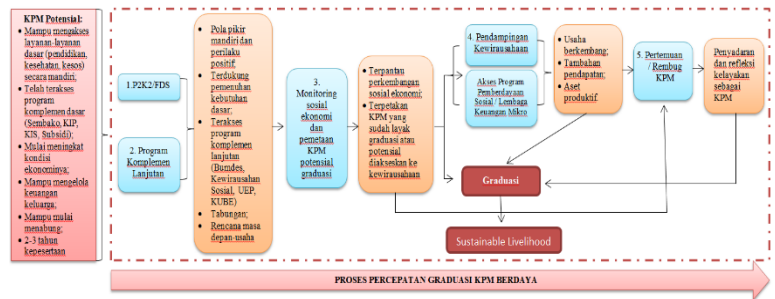 KPM Potensial:
• Mampu mengakses
layanan-layanan
dasar (pendidikan,
kesehatan, kesos)
secara mandiri;
• Telah terakses
program
komplemen dasar
(Sembako, KIP,
KIS, Subsidi);
• Mulai meningkat
kondisi
ekonominya;
• Mampu mengelola
keuangan
keluarga;
• Mampu mulai
menabung;
• 2-3 tahun
kepesertaan
1.P2K2/FDS
2. Program
Komplemen
Lanjutan
• Pola pikir
mandiri dan
perilaku
positif;
• Terdukung
pemenuhan
kebutuhan
dasar;
• Terakses
program
komplemen
lanjutan
(Bumdes,
Kewirausahan
Sosial, UEP,
KUBE)
• Tabungan;
• Rencana masa
depan-usaha
3.
Monitoring
sosial
ekonomi dan
pemetaan
KPM
potensial
graduasi
• Terpantau
perkembangan
sosial ekonomi;
• Terpetakan
KPM yang
sudah layak
graduasi atau
potensial
diakseskan ke
kewirausahaan
4. Pendampingan
Kewirausahaan
Akses Program
Pemberdayaan
Sosial / Lembaga
Keuangan Mikro
• Usaha
berkembang;
• Tambahan
pendapatan;
• Aset
produktif
5. Pertemuan
/ Rembug
KPM
Penyadaran
dan refleksi
kelayakan
sebagai
KPM
Graduasi
Sustainable Livelihood
PROSES PERCEPATAN GRADUASI KPM BERDAYA